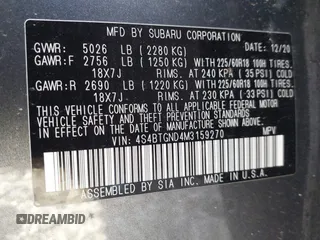 MFD. BY SUBARU CORPORATION
GVWR: 5026 LB (2280 KG) DATE: 12/20
GAWR:F 2756 LB (1250 KG) WITH 225/60R18 100H TIRES,
18X7J RIMS. AT 240 KPA (35 PSI) COLD
GAWR:R 2690 LB (1220 KG) WITH 225/60R18 100H TIRES,
18X7J RIMS. AT 230 KPA (33 PSI) COLD
THIS VEHICLE CONFORMS TO ALL APPLICABLE
FEDERAL MOTOR VEHICLE SAFETY
STANDARDS IN EFFECT ON THE DATE OF
MANUFACTURE SHOWN ABOVE.
VIN: 4S4BTGND4M3159270 MPV
ASSEMBLED BY SIA INC. MADE IN U.S.A.
DREAMBID